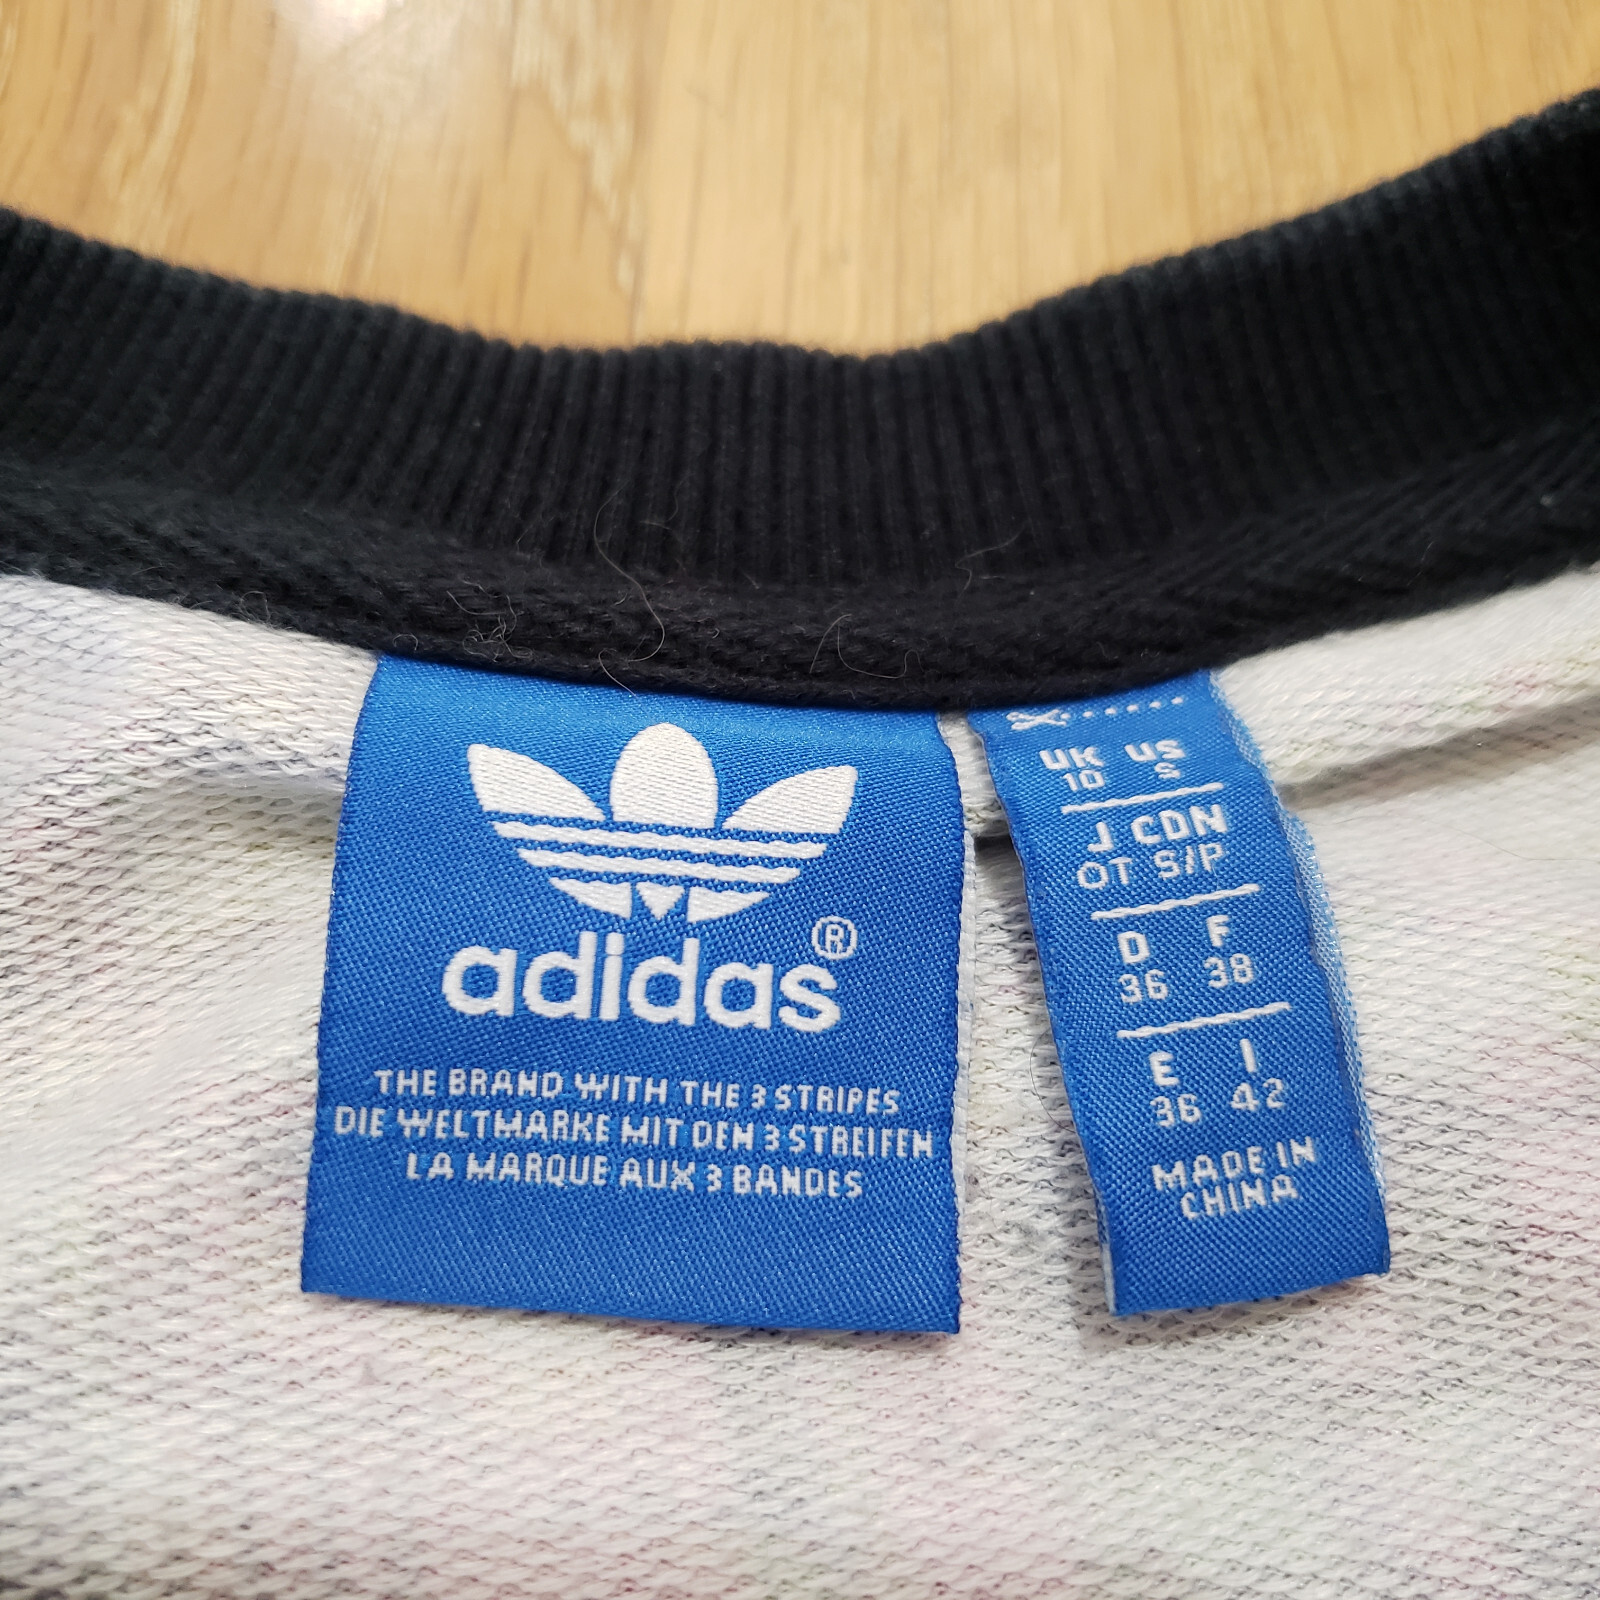 adidas®
THE BRAND WITH THE 3 STRIPES
DIE WELTMARKE MIT DEN 3 STREIFEN
LA MARQUE AUX 3 BANDES
UK US
10 S
J CDN
OT S/P
D F
36 38
E I
36 42
MADE IN
CHINA